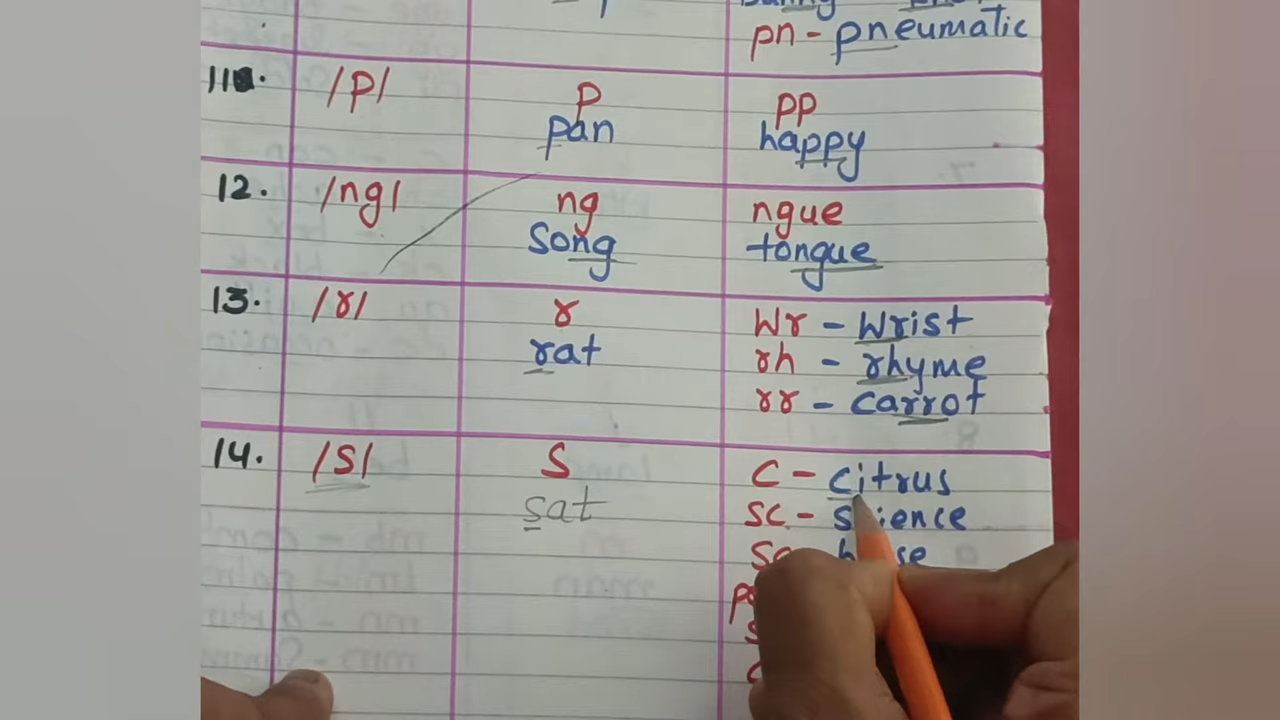 pn - pneumatic
11. /p/ p pp
pan happy
12. /ng/ ng ngue
song tongue
13. /r/ r wr - wrist
rat rh - rhyme
rr - carrot
14. /s/ s c - citrus
sat sc - science